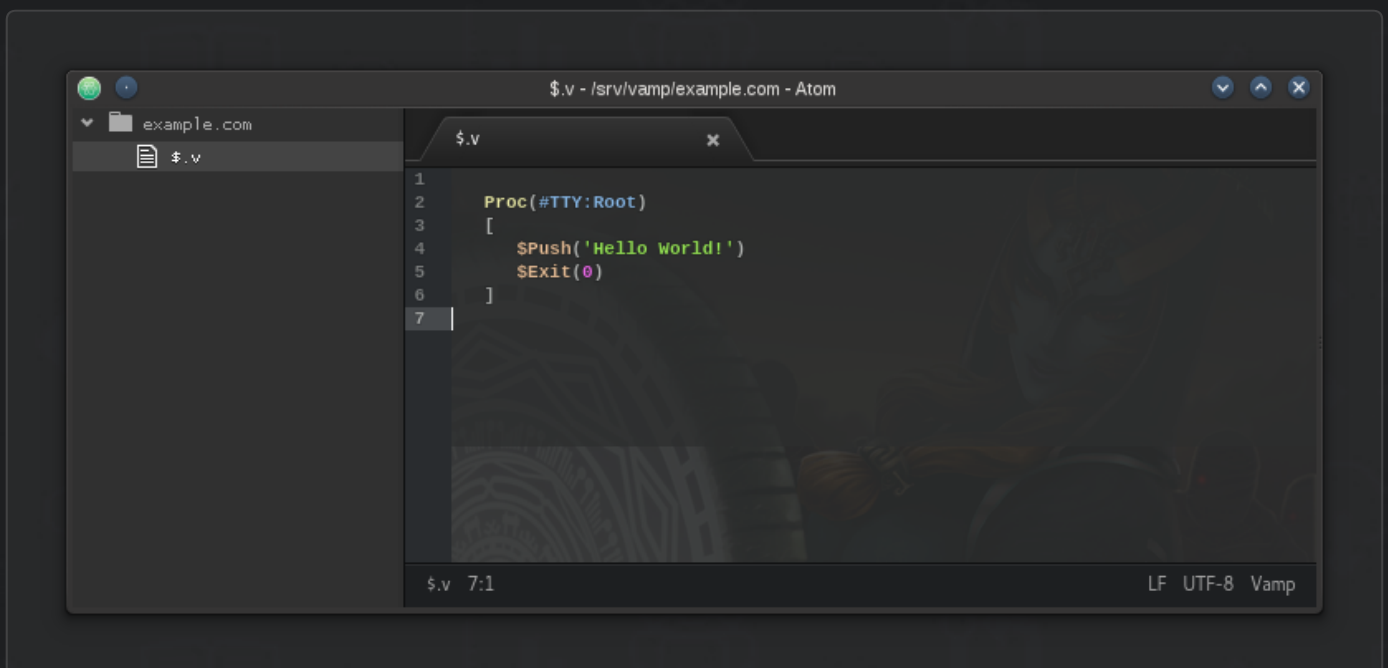 $.v - /srv/vamp/example.com - Atom
example.com
$.v
$.v
1
2 Proc(#TTY:Root)
3 [
4 $Push('Hello World!')
5 $Exit(0)
6 ]
7
$.v 7:1 LF UTF-8 Vamp